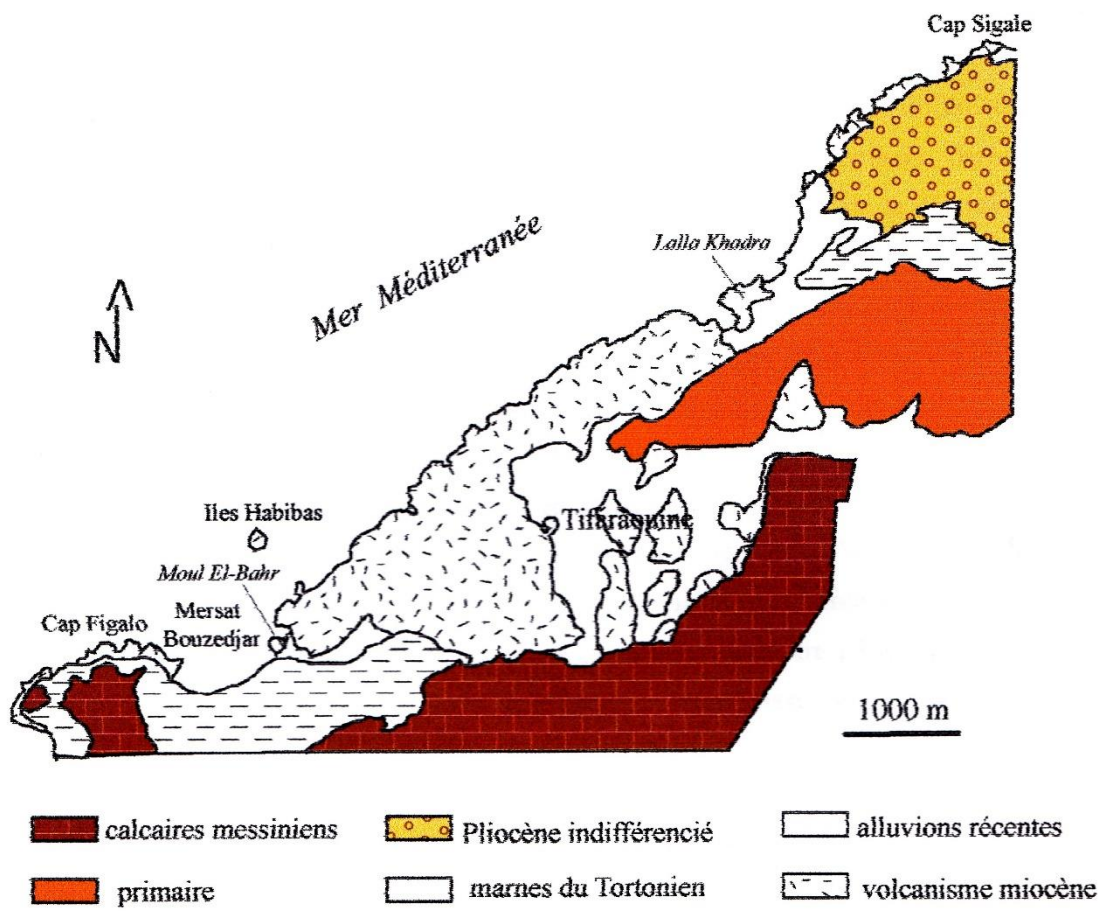 Cap Sigale
Lalla Khadra
Mer Méditerranée
N
Iles Habibas
Tifaraouine
Moul El-Bahr
Mersat
Bouzedjar
Cap Figalo
1000 m
calcaires messiniens
Pliocène indifférencié
alluvions récentes
primaire
marnes du Tortonien
volcanisme miocène